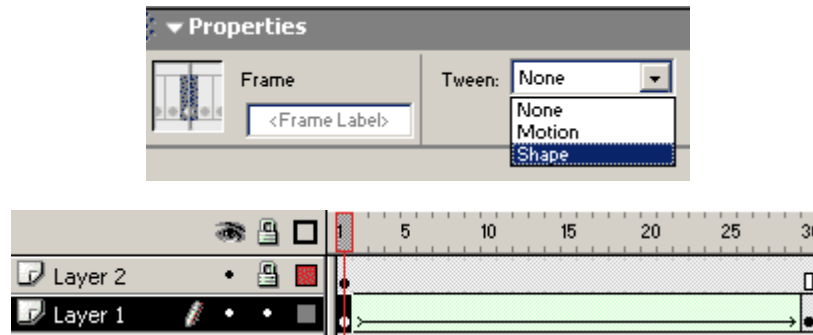 Properties
Frame
Tween: None
<Frame Label>
None
Motion
Shape
1 5 10 15 20 25 30
Layer 2
Layer 1